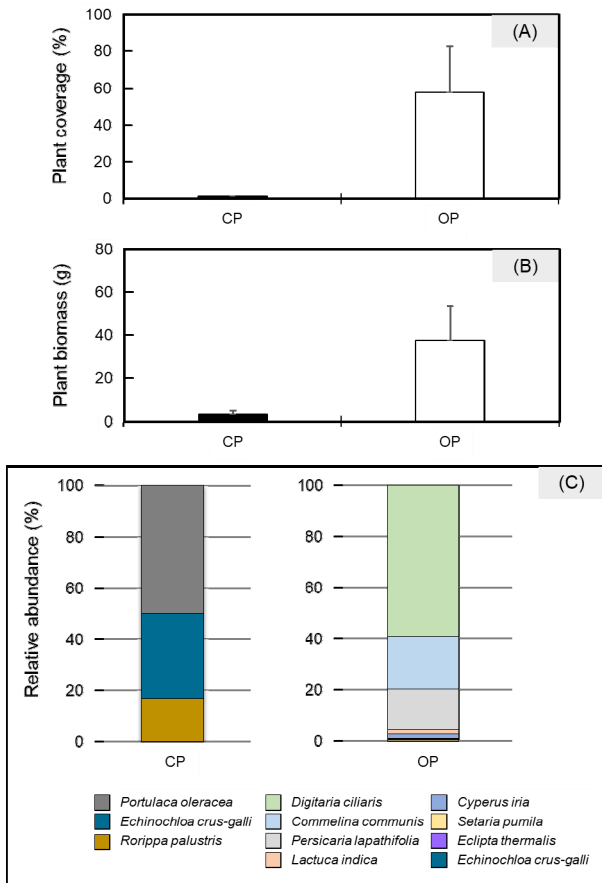 (A)
Plant coverage (%)
100
80
60
40
20
0
CP
OP
(B)
Plant biomass (g)
80
60
40
20
0
CP
OP
(C)
Relative abundance (%)
100
80
60
40
20
0
CP
100
80
60
40
20
0
OP
Portulaca oleracea
Echinochloa crus-galli
Rorippa palustris
Digitaria ciliaris
Commelina communis
Persicaria lapathifolia
Lactuca indica
Cyperus iria
Setaria pumila
Eclipta thermalis
Echinochloa crus-galli